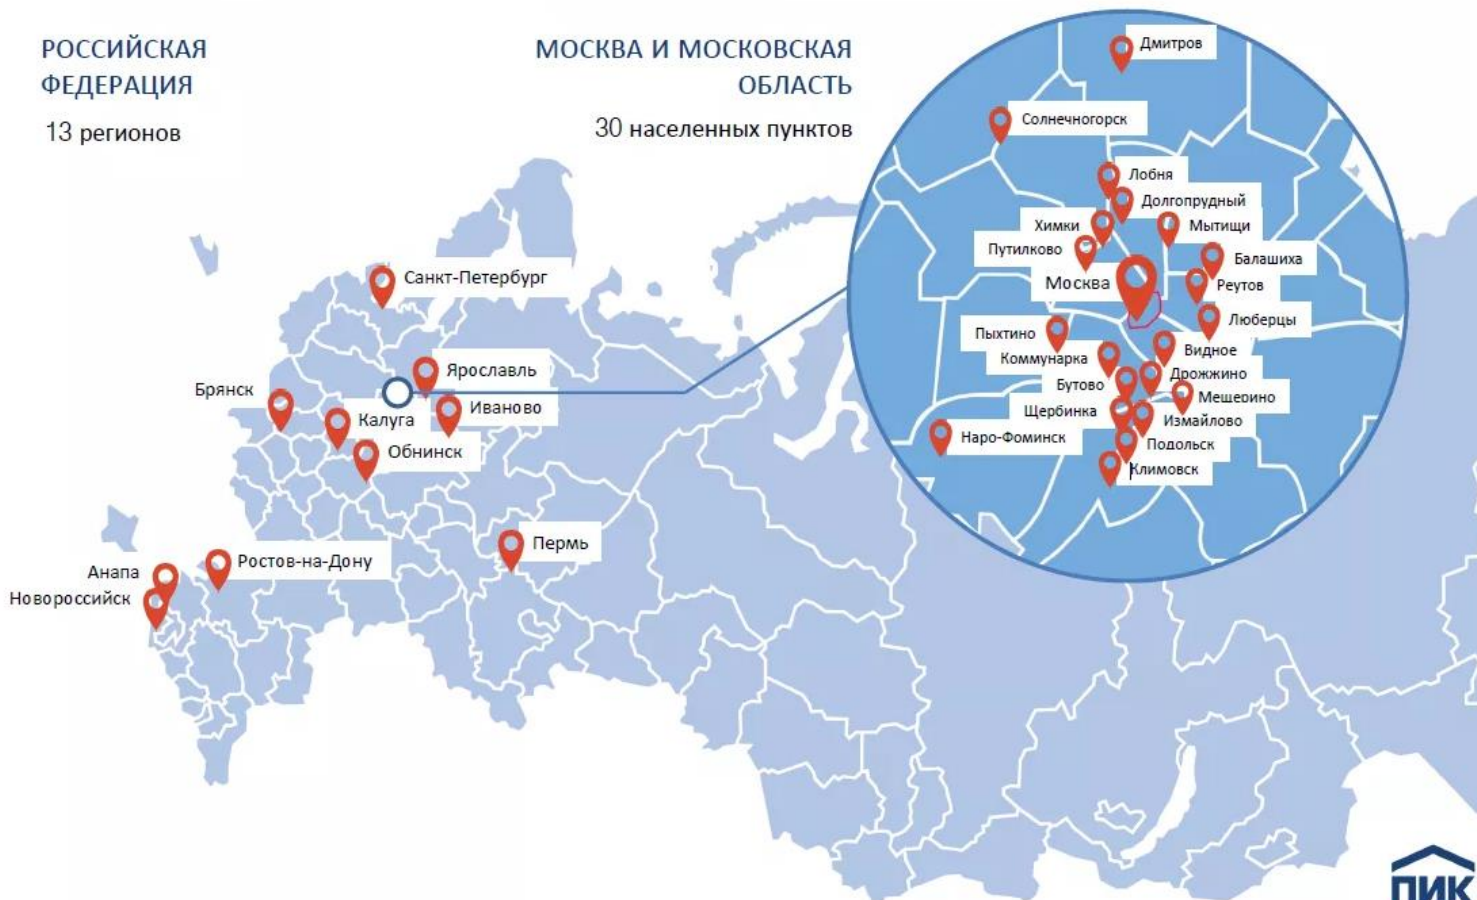 РОССИЙСКАЯ
ФЕДЕРАЦИЯ
13 регионов
МОСКВА И МОСКОВСКАЯ
ОБЛАСТЬ
30 населенных пунктов
Санкт-Петербург
Ярославль
Брянск
Иваново
Калуга
Обнинск
Пермь
Ростов-на-Дону
Анапа
Новороссийск
Дмитров
Солнечногорск
Лобня
Долгопрудный
Химки
Мытищи
Путилково
Балашиха
Москва
Реутов
Люберцы
Пыхтино
Видное
Коммунарка
Дрожжино
Бутово
Мещерино
Щербинка
Измайлово
Наро-Фоминск
Подольск
Климовск
ПИК